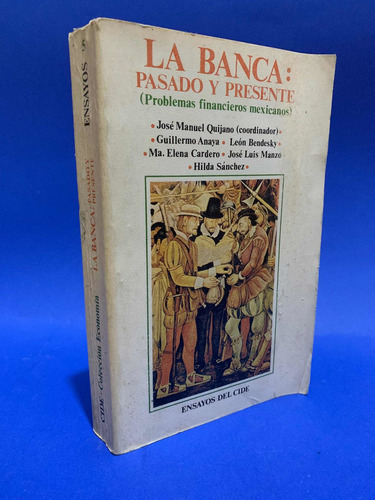 LA BANCA:
PASADO Y PRESENTE
(Problemas financieros mexicanos)
• José Manuel Quijano (coordinador) •
• Guillermo Anaya • León Bendesky •
• Ma. Elena Cardero • José Luis Manzo
• Hilda Sánchez •
ENSAYOS DEL CIDE
CIDE - Colección Economía
LA BANCA: PASADO Y
PRESENTE
ENSAYOS